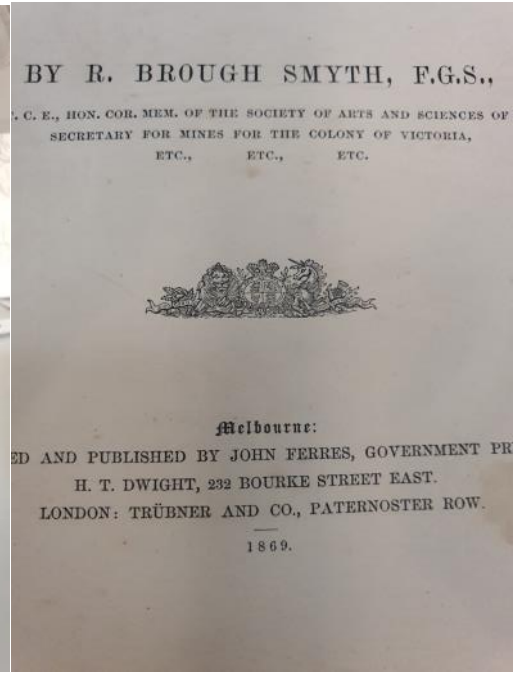 BY R. BROUGH SMYTH, F.G.S.,
. C. E., HON. COR. MEM. OF THE SOCIETY OF ARTS AND SCIENCES OF
SECRETARY FOR MINES FOR THE COLONY OF VICTORIA,
ETC., ETC., ETC.
Melbourne:
ED AND PUBLISHED BY JOHN FERRES, GOVERNMENT PR
H. T. DWIGHT, 232 BOURKE STREET EAST.
LONDON: TRÜBNER AND CO., PATERNOSTER ROW.
1869.